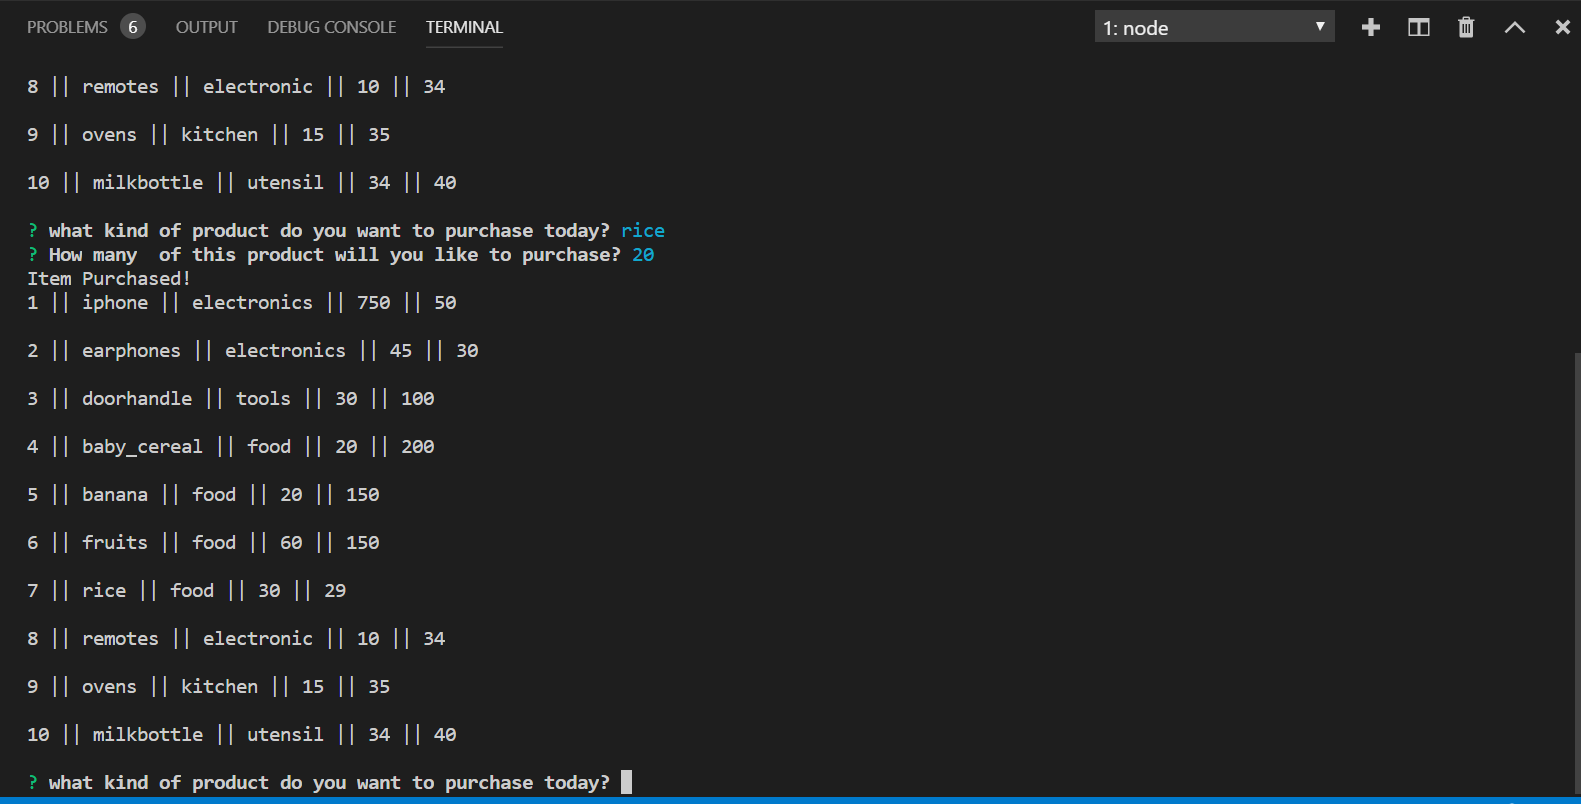 PROBLEMS 6 OUTPUT DEBUG CONSOLE TERMINAL 1: node
8 || remotes || electronic || 10 || 34
9 || ovens || kitchen || 15 || 35
10 || milkbottle || utensil || 34 || 40
? what kind of product do you want to purchase today? rice
? How many  of this product will you like to purchase? 20
Item Purchased!
1 || iphone || electronics || 750 || 50
2 || earphones || electronics || 45 || 30
3 || doorhandle || tools || 30 || 100
4 || baby_cereal || food || 20 || 200
5 || banana || food || 20 || 150
6 || fruits || food || 60 || 150
7 || rice || food || 30 || 29
8 || remotes || electronic || 10 || 34
9 || ovens || kitchen || 15 || 35
10 || milkbottle || utensil || 34 || 40
? what kind of product do you want to purchase today?